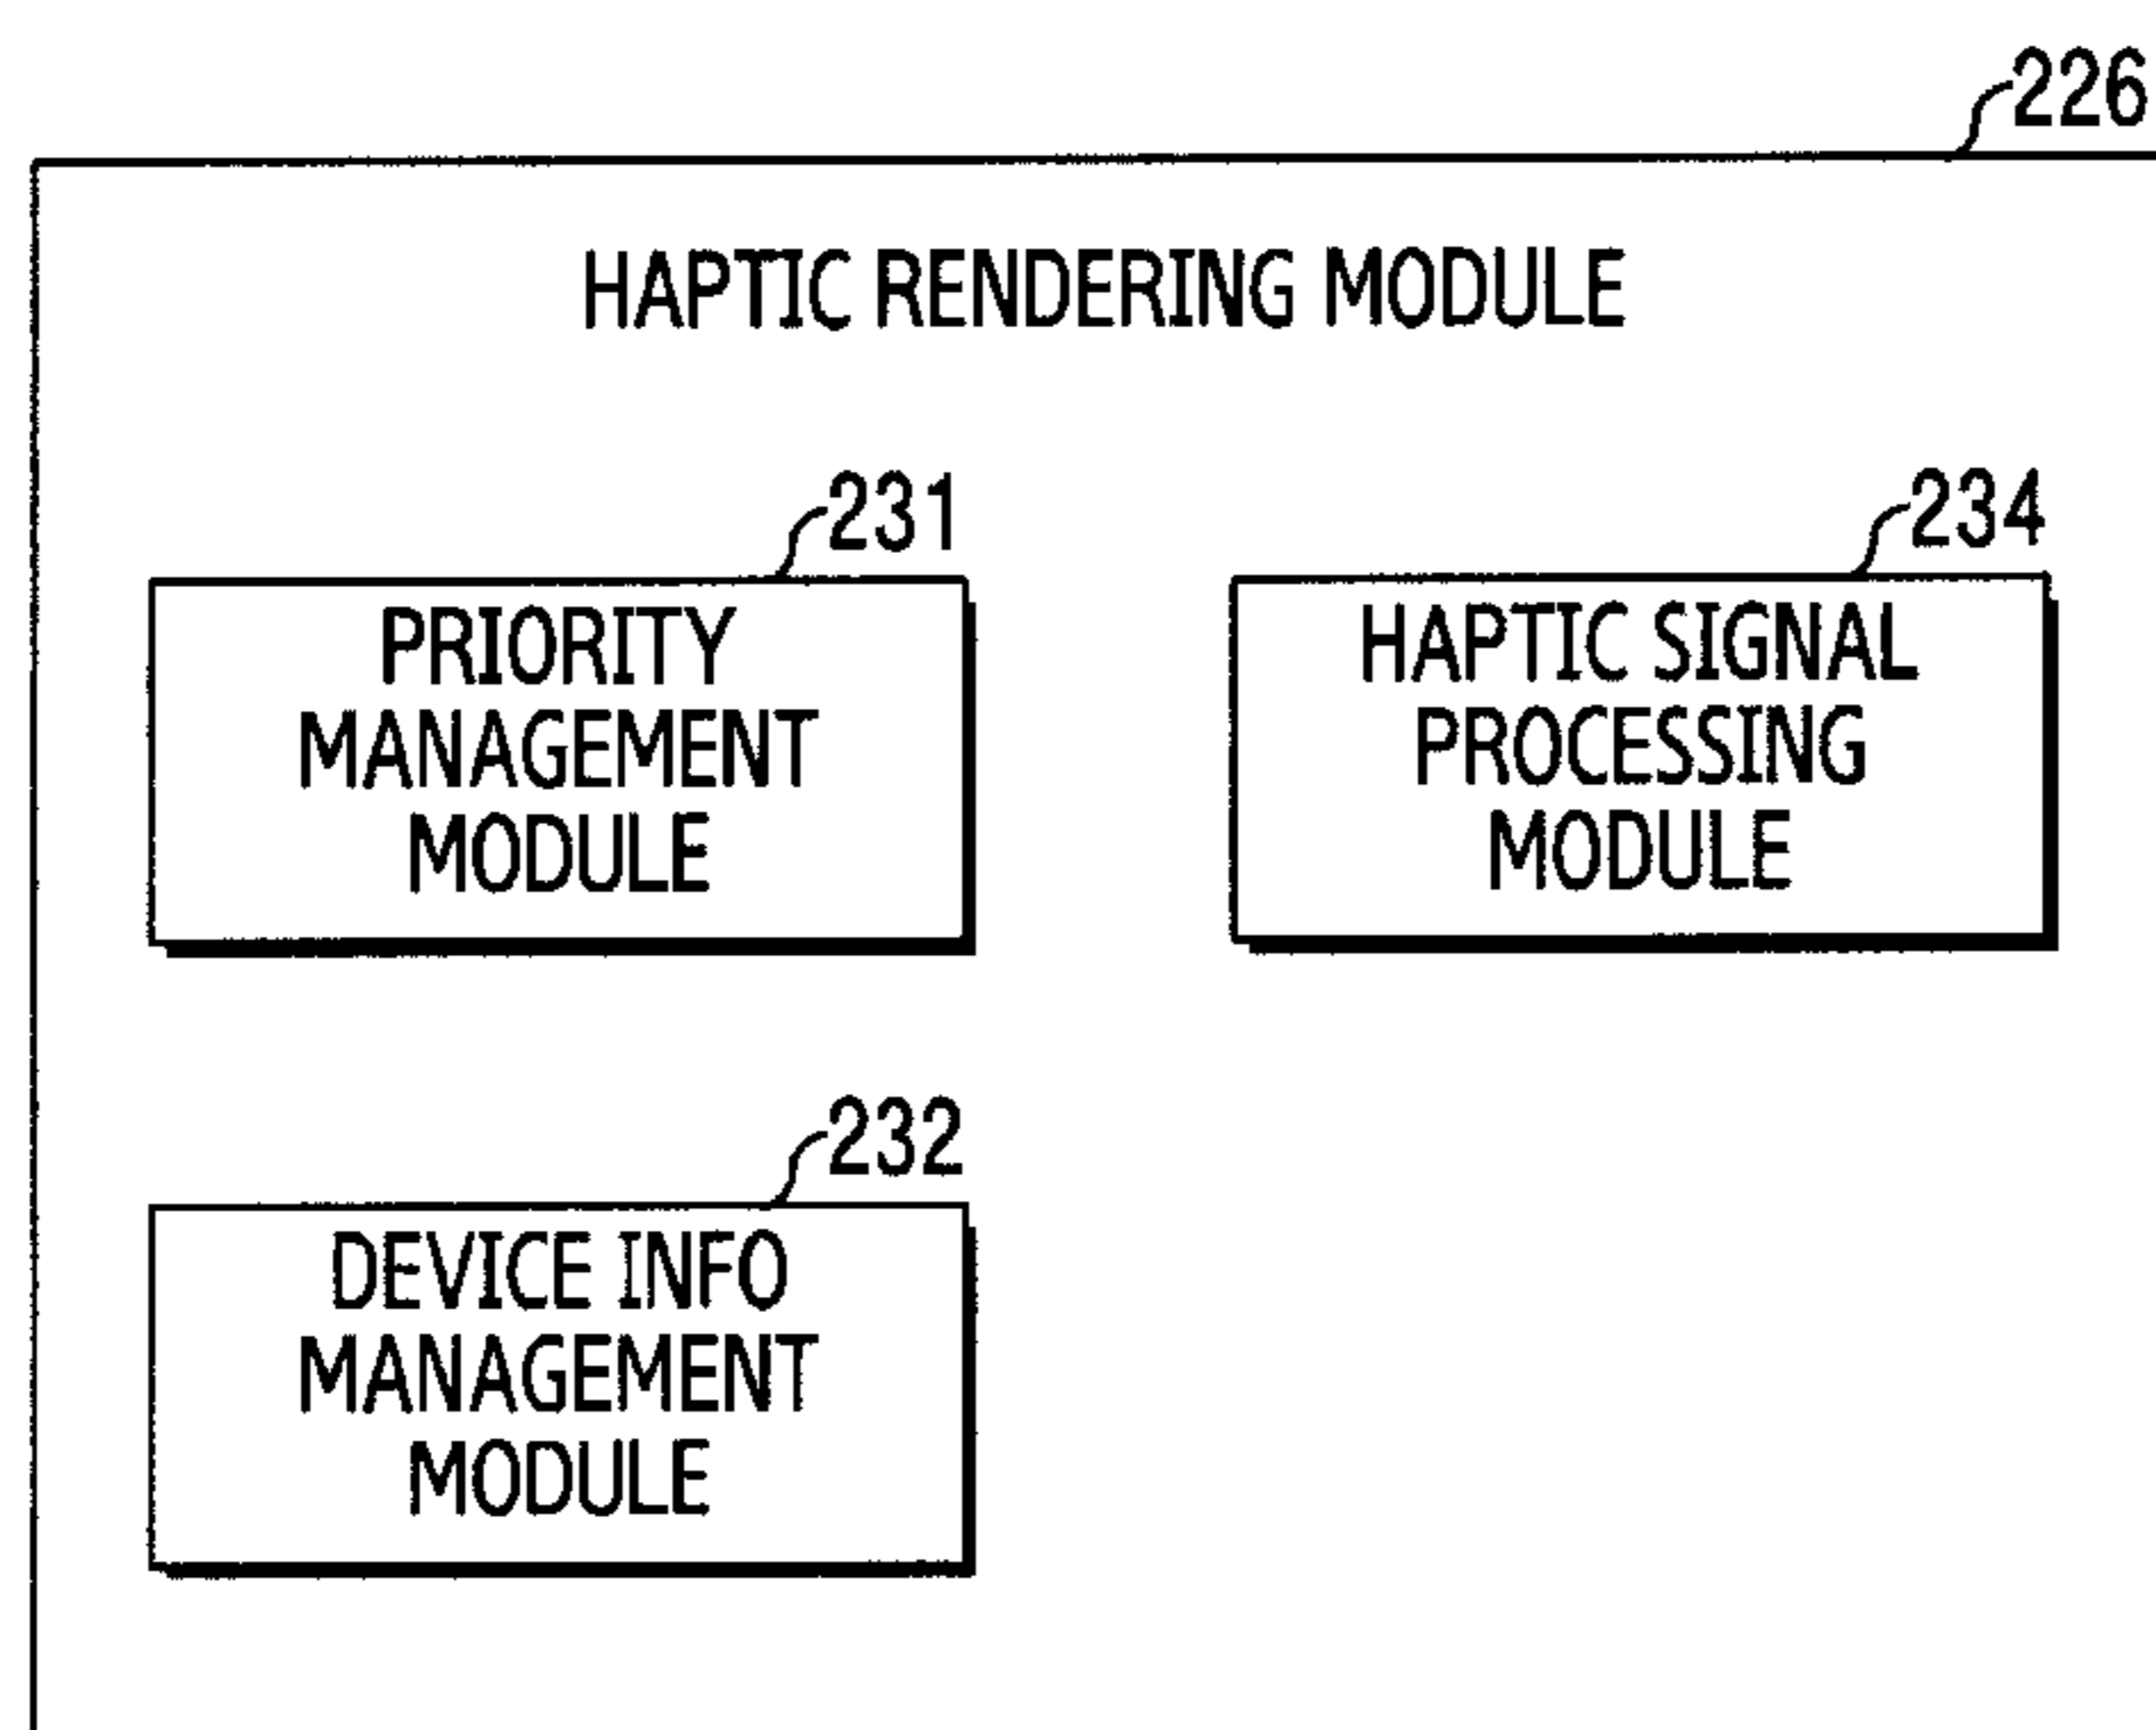 226
HAPTIC RENDERING MODULE
231
PRIORITY
MANAGEMENT
MODULE
234
HAPTIC SIGNAL
PROCESSING
MODULE
232
DEVICE INFO
MANAGEMENT
MODULE